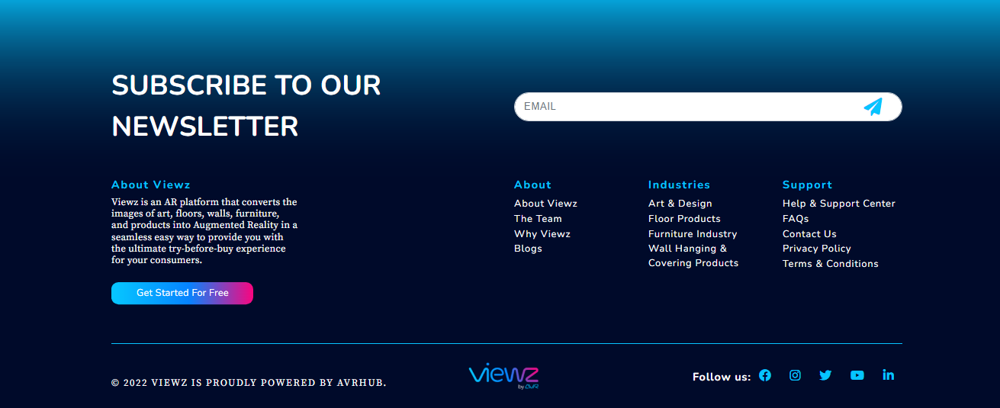 SUBSCRIBE TO OUR
NEWSLETTER
EMAIL
About Viewz
Viewz is an AR platform that converts the
images of art, floors, walls, furniture,
and products into Augmented Reality in a
seamless easy way to provide you with
the ultimate try-before-buy experience
for your consumers.
Get Started For Free
About
About Viewz
The Team
Why Viewz
Blogs
Industries
Art & Design
Floor Products
Furniture Industry
Wall Hanging &
Covering Products
Support
Help & Support Center
FAQs
Contact Us
Privacy Policy
Terms & Conditions
© 2022 VIEWZ IS PROUDLY POWERED BY AVRHUB.
viewz
by
Follow us: